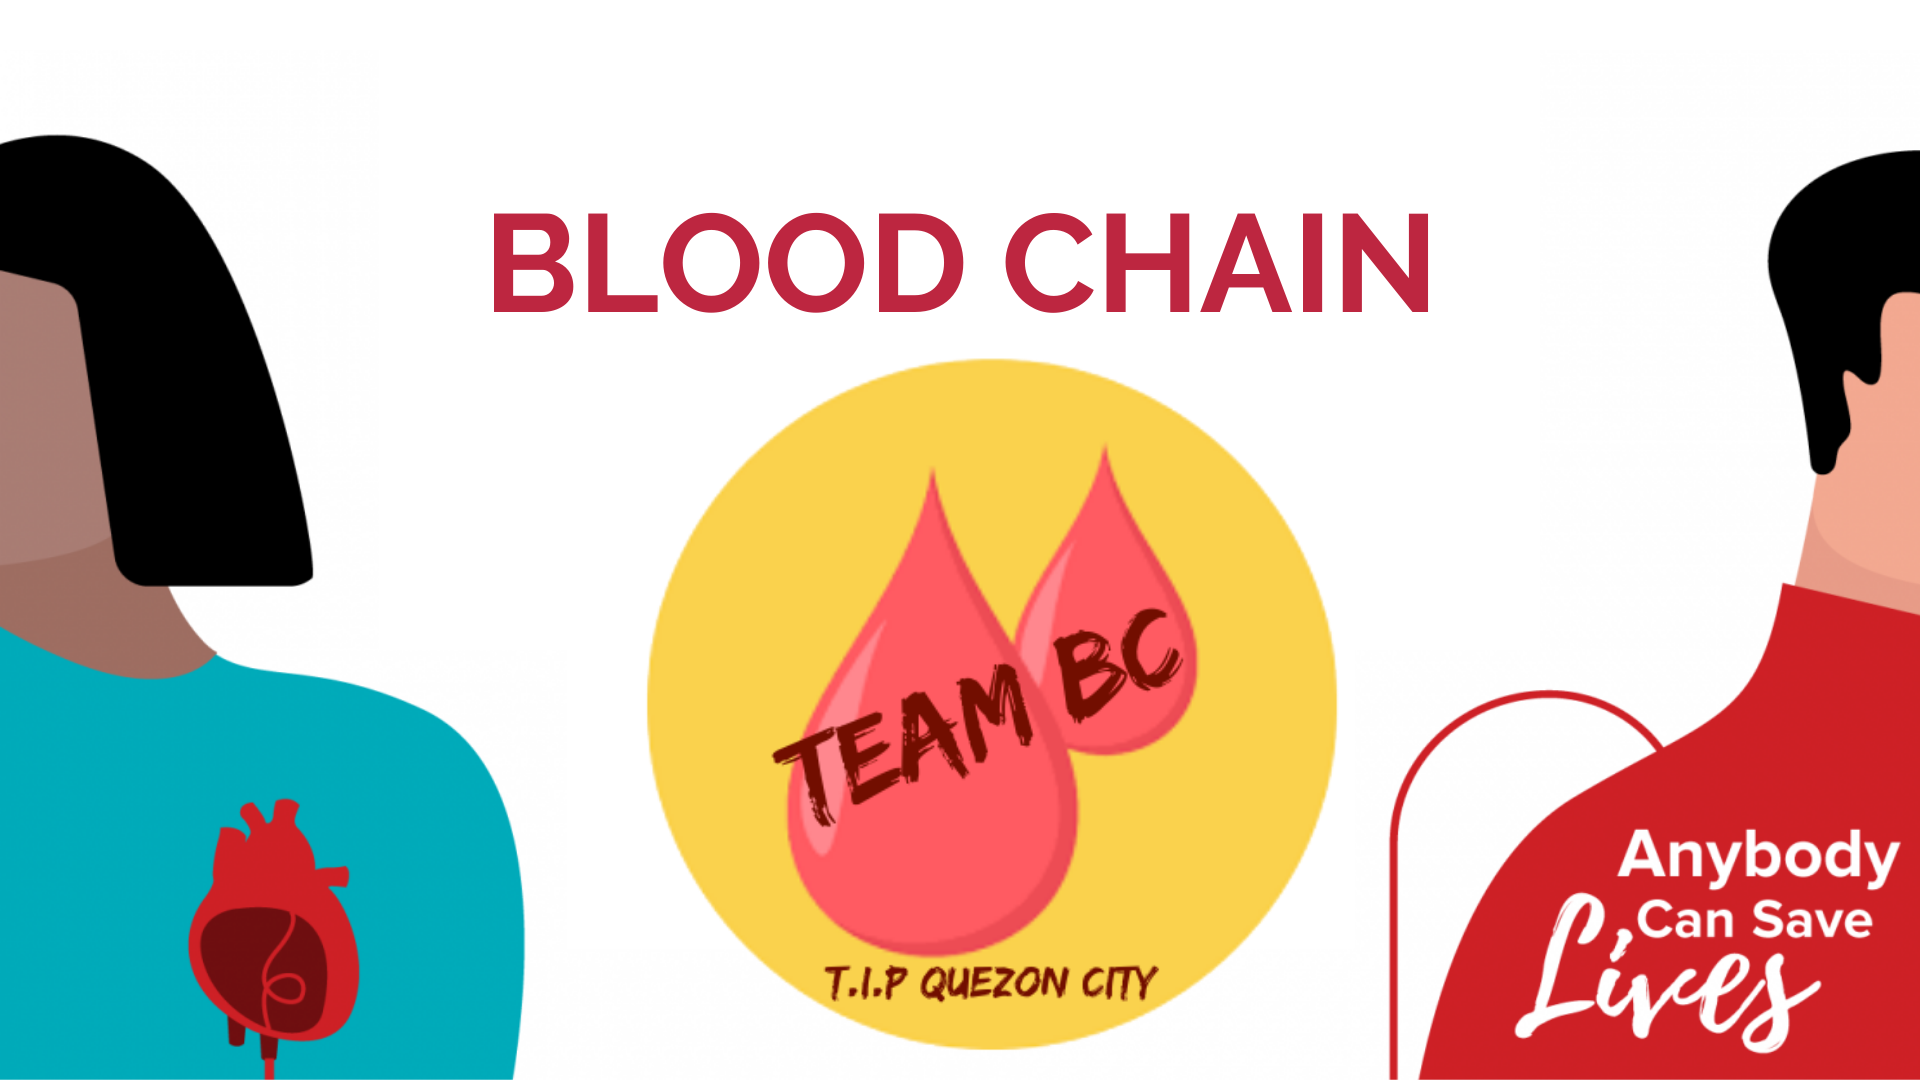 BLOOD CHAIN
TEAM BC
T.I.P QUEZON CITY
Anybody
Can Save
Lives